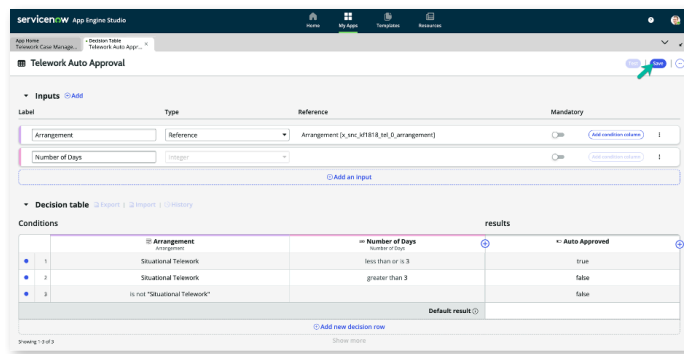 servicenow App Engine Studio
Home
My Apps
Templates
Resources
App Home
Telework Case Manage...
Decision Table
Telework Auto Appr...
Telework Auto Approval
Save
Inputs Add
Label
Type
Reference
Mandatory
Arrangement
Reference
Arrangement [x_snc_kf1818_tel_0_arrangement]
Add condition column
Number of Days
Integer
Add condition column
Add an Input
Decision table Export | Import | History
Conditions
results
Arrangement
Arrangement
Number of Days
Number of Days
Auto Approved
1 Situational Telework less than or is 3 true
2 Situational Telework greater than 3 false
3 is not "Situational Telework" false
Default result
Add new decision row
Showing 1-3 of 3
Show more